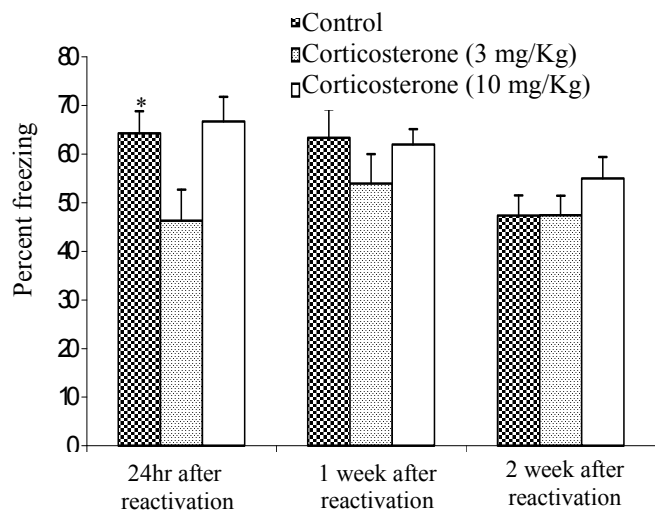 Control
Corticosterone (3 mg/Kg)
Corticosterone (10 mg/Kg)
80
70
60
50
40
30
20
10
0
Percent freezing
*
24hr after
reactivation
1 week after
reactivation
2 week after
reactivation